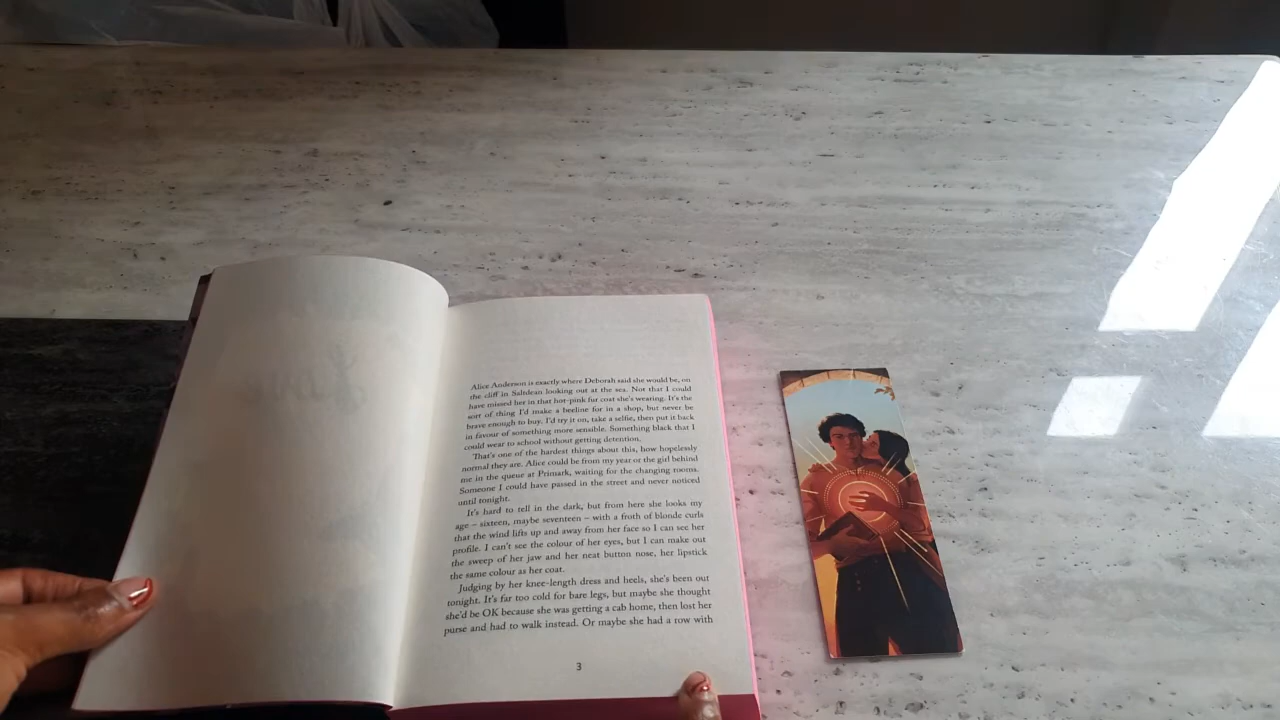 Alice Anderson is exactly where Deborah said she would be, on
the cliff in Saltdean looking out at the sea. Not that I could
have missed her in that hot-pink fur coat she's wearing. It's the
sort of thing I'd make a beeline for in a shop, but never be
brave enough to buy. I'd try it on, take a selfie, then put it back
in favour of something more sensible. Something black that I
could wear to school without getting detention.
That's one of the hardest things about this, how hopelessly
normal they are. Alice could be from my year or the girl behind
me in the queue at Primark, waiting for the changing rooms.
Someone I could have passed in the street and never noticed
until tonight.
It's hard to tell in the dark, but from here she looks my
age – sixteen, maybe seventeen – with a froth of blonde curls
that the wind lifts up and away from her face so I can see her
profile. I can't see the colour of her eyes, but I can make out
the sweep of her jaw and her neat button nose, her lipstick
the same colour as her coat.
Judging by her knee-length dress and heels, she's been out
tonight. It's far too cold for bare legs, but maybe she thought
she'd be OK because she was getting a cab home, then lost her
purse and had to walk instead. Or maybe she had a row with
3